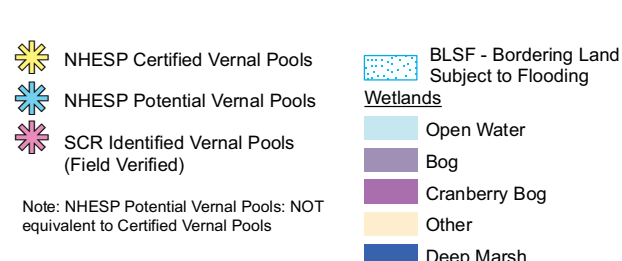 NHESP Certified Vernal Pools
NHESP Potential Vernal Pools
SCR Identified Vernal Pools
(Field Verified)
Note: NHESP Potential Vernal Pools: NOT
equivalent to Certified Vernal Pools
BLSF - Bordering Land
Subject to Flooding
Wetlands
Open Water
Bog
Cranberry Bog
Other
Deep Marsh